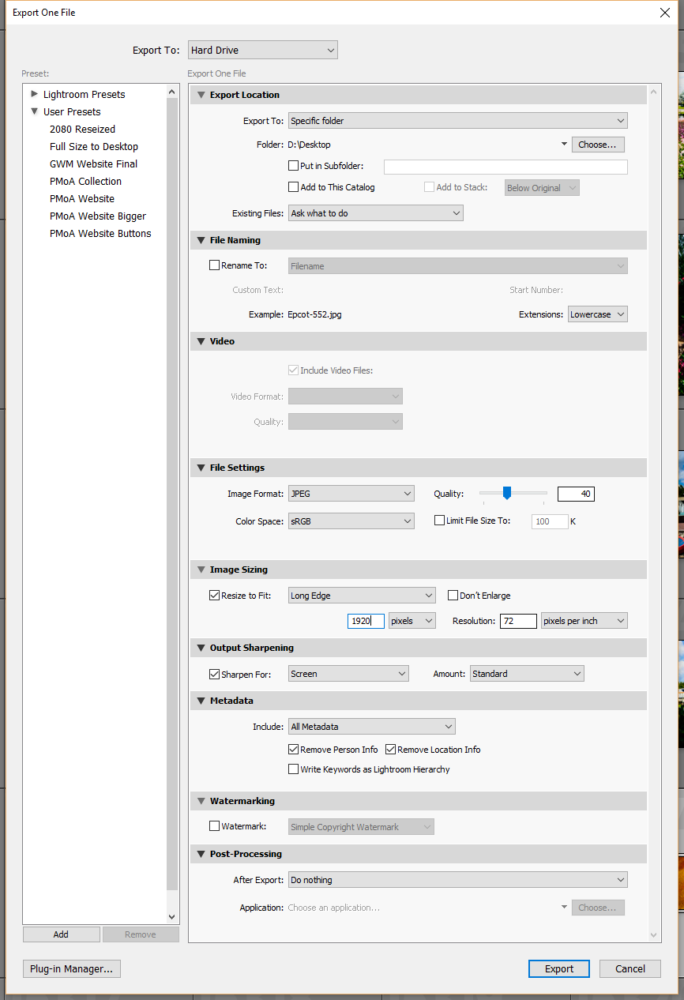 Export One File
Export To: Hard Drive
Preset:
Export One File
Lightroom Presets
User Presets
2080 Reseized
Full Size to Desktop
GWM Website Final
PMoA Collection
PMoA Website
PMoA Website Bigger
PMoA Website Buttons
Add Remove
Export Location
Export To: Specific folder
Folder: D:\Desktop Choose...
Put in Subfolder:
Add to This Catalog Add to Stack: Below Original
Existing Files: Ask what to do
File Naming
Rename To: Filename
Custom Text: Start Number:
Example: Epcot-552.jpg Extensions: Lowercase
Video
Include Video Files:
Video Format:
Quality:
File Settings
Image Format: JPEG Quality: 40
Color Space: sRGB Limit File Size To: 100 K
Image Sizing
Resize to Fit: Long Edge Don't Enlarge
1920 pixels Resolution: 72 pixels per inch
Output Sharpening
Sharpen For: Screen Amount: Standard
Metadata
Include: All Metadata
Remove Person Info Remove Location Info
Write Keywords as Lightroom Hierarchy
Watermarking
Watermark: Simple Copyright Watermark
Post-Processing
After Export: Do nothing
Application: Choose an application... Choose...
Plug-in Manager... Export Cancel